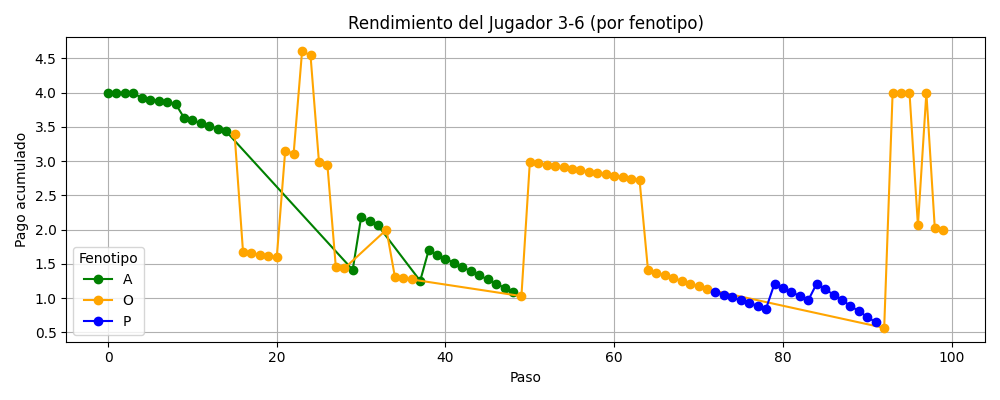 Rendimiento del Jugador 3-6 (por fenotipo)
Pago acumulado
4.5
4.0
3.5
3.0
2.5
2.0
1.5
1.0
0.5
Fenotipo
A
O
P
0 20 40 60 80 100
Paso